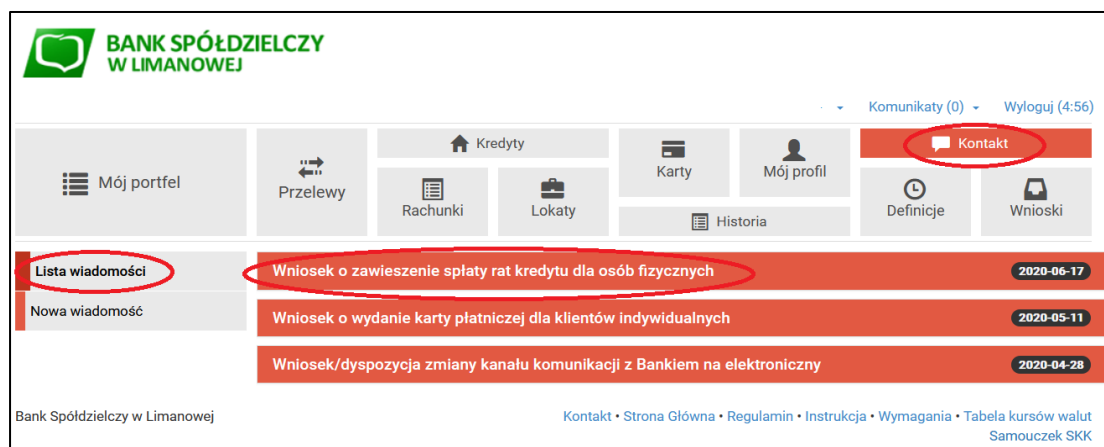 BANK SPÓŁDZIELCZY
W LIMANOWEJ
Komunikaty (0) Wyloguj (4:56)
Mój portfel
Przelewy
Kredyty
Rachunki
Lokaty
Karty
Mój profil
Historia
Kontakt
Definicje
Wnioski
Lista wiadomości
Nowa wiadomość
Wniosek o zawieszenie spłaty rat kredytu dla osób fizycznych 2020-06-17
Wniosek o wydanie karty płatniczej dla klientów indywidualnych 2020-05-11
Wniosek/dyspozycja zmiany kanału komunikacji z Bankiem na elektroniczny 2020-04-28
Bank Spółdzielczy w Limanowej
Kontakt • Strona Główna • Regulamin • Instrukcja • Wymagania • Tabela kursów walut
Samouczek SKK